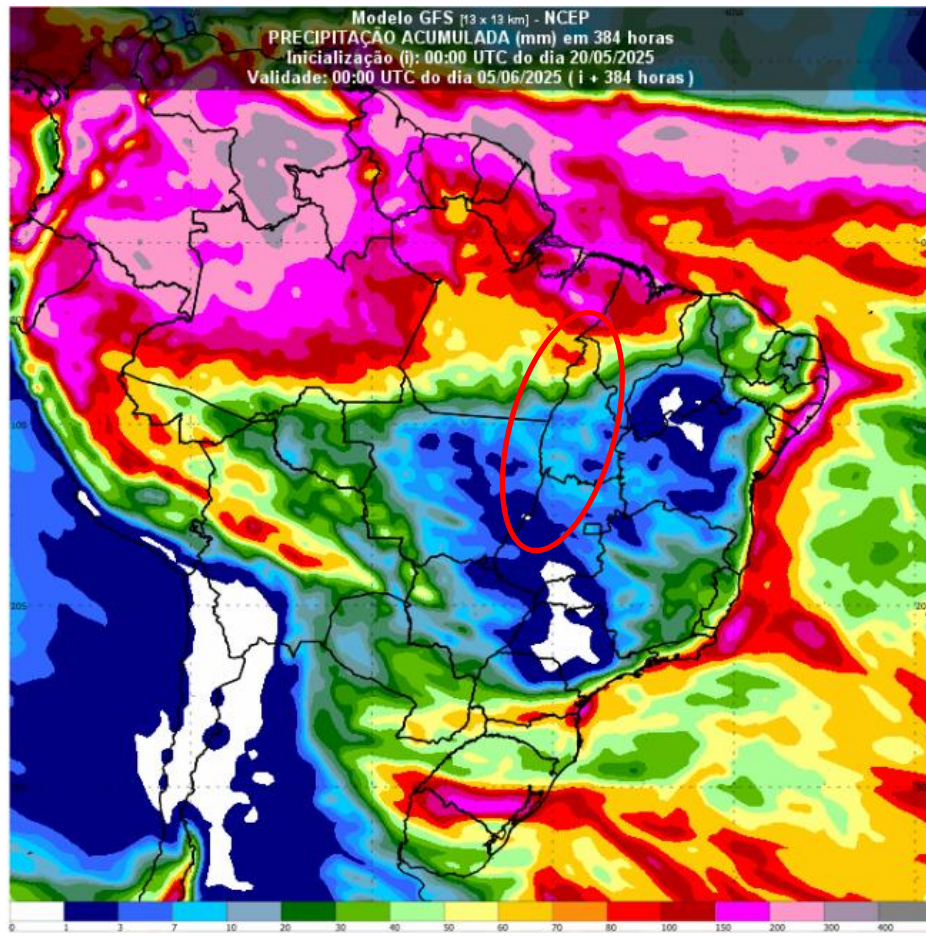 Modelo GFS [13 x 13 km] - NCEP
PRECIPITAÇÃO ACUMULADA (mm) em 384 horas
Inicialização (i): 00:00 UTC do dia 20/05/2025
Validade: 00:00 UTC do dia 05/06/2025 ( i + 384 horas )
10S
20S
0 1 3 7 10 20 30 40 50 60 70 80 100 150 200 300 400